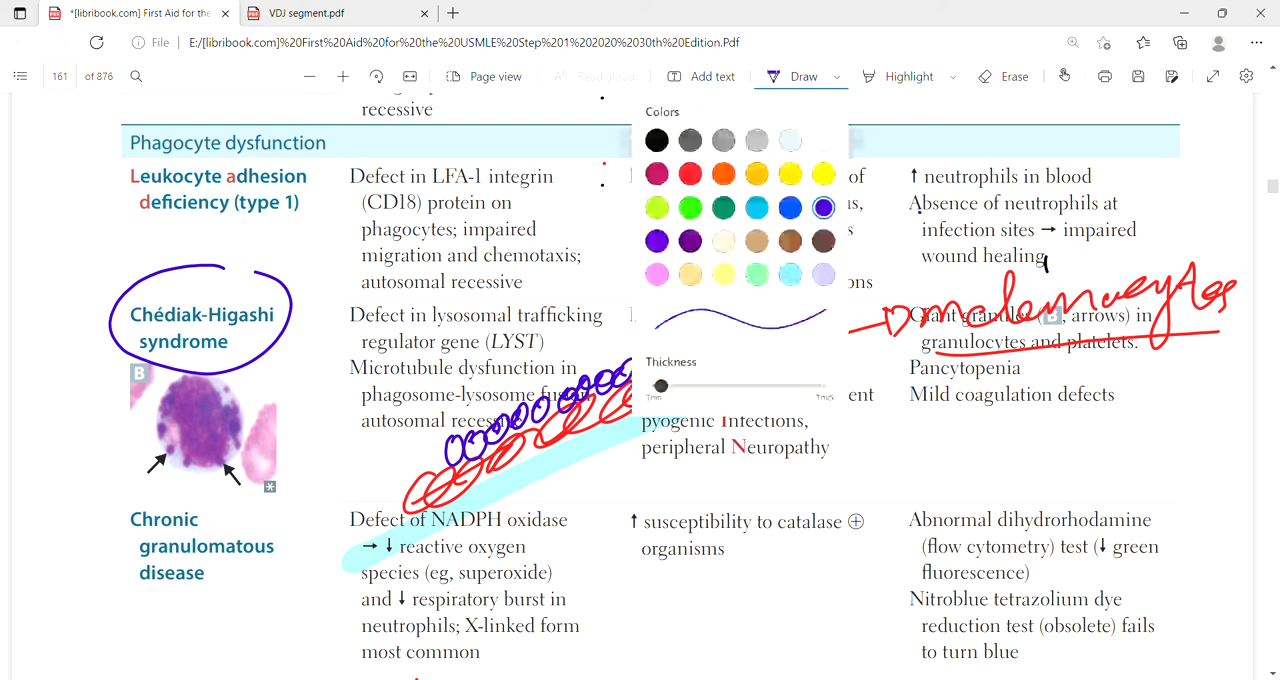 *[libribook.com] First Aid for the
VDJ segment.pdf
File
E:/[libribook.com]%20First%20Aid%20for%20the%20USMLE%20Step%201%202020%2030th%20Edition.Pdf
161 of 876
Page view
Read aloud
Add text
Draw
Highlight
Erase
recessive
Phagocyte dysfunction
Leukocyte adhesion
deficiency (type 1)
Defect in LFA-1 integrin
(CD18) protein on
phagocytes; impaired
migration and chemotaxis;
autosomal recessive
of
↑ neutrophils in blood
Absence of neutrophils at
infection sites → impaired
wound healing
Chédiak-Higashi
syndrome
B
Defect in lysosomal trafficking
regulator gene (LYST)
Microtubule dysfunction in
phagosome-lysosome fusion
autosomal
pyogenic Infections,
peripheral Neuropathy
Giant granules (B, arrows) in
granulocytes and platelets.
Pancytopenia
Mild coagulation defects
Colors
Thickness
Thin
Thick
Chronic
granulomatous
disease
Defect of NADPH oxidase
→ ↓ reactive oxygen
species (eg, superoxide)
and ↓ respiratory burst in
neutrophils; X-linked form
most common
↑ susceptibility to catalase ⊕
organisms
Abnormal dihydrorhodamine
(flow cytometry) test (↓ green
fluorescence)
Nitroblue tetrazolium dye
reduction test (obsolete) fails
to turn blue